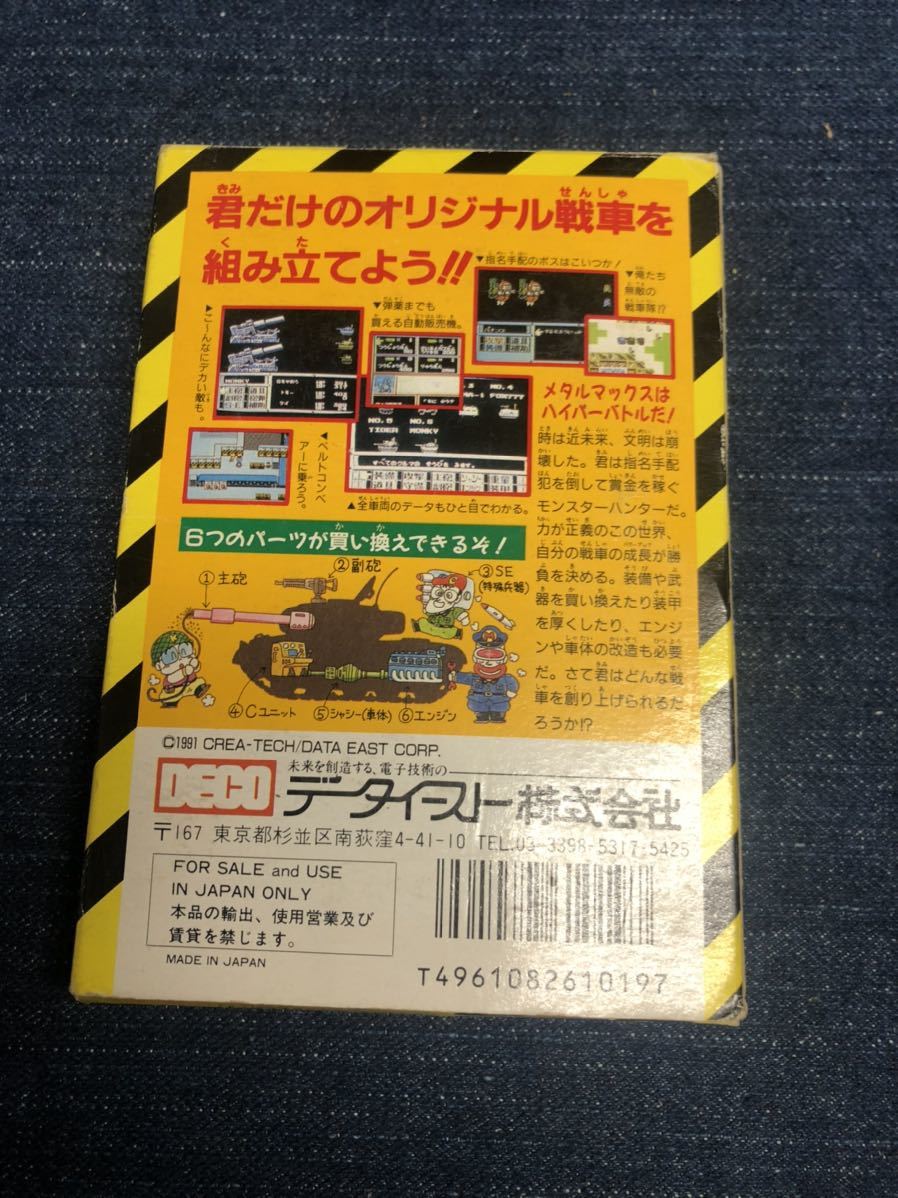 君だけのオリジナル戦車を
組み立てよう!!
▼指名手配のボスはこいつか!
▼俺たち
無敵の
戦車隊!?
▼弾薬までも
買える自動販売機。
▶こ〜んなにデカい敵も。
MONKY
NO.4
FOX777
NO.5
NO.6
TIGER
MONKY
◀ベルトコンベ
アーに乗ろう。
▲全車両のデータもひと目でわかる。
メタルマックスは
ハイパーバトルだ!
時は近未来、文明は崩
壊した。君は指名手配
犯を倒して賞金を稼ぐ
モンスターハンターだ。
力が正義のこの世界、
自分の戦車の成長が勝
負を決める。装備や武
器を買い換えたり装甲
を厚くしたり、エンジ
ンや車体の改造も必要
だ。さて君はどんな戦
車を創り上げられるだ
ろうか!?
6つのパーツが買い換えできるぞ!
①主砲
②副砲
③SE
(特殊兵器)
④Cユニット
⑤シャシー(車体)
⑥エンジン
©1991 CREA-TECH/DATA EAST CORP.
DECO
未来を創造する、電子技術の
データイースト株式会社
〒167 東京都杉並区南荻窪4-41-10 TEL.03-3398-5317・5425
FOR SALE and USE
IN JAPAN ONLY
本品の輸出、使用営業及び
賃貸を禁じます。
MADE IN JAPAN
T4961082610197